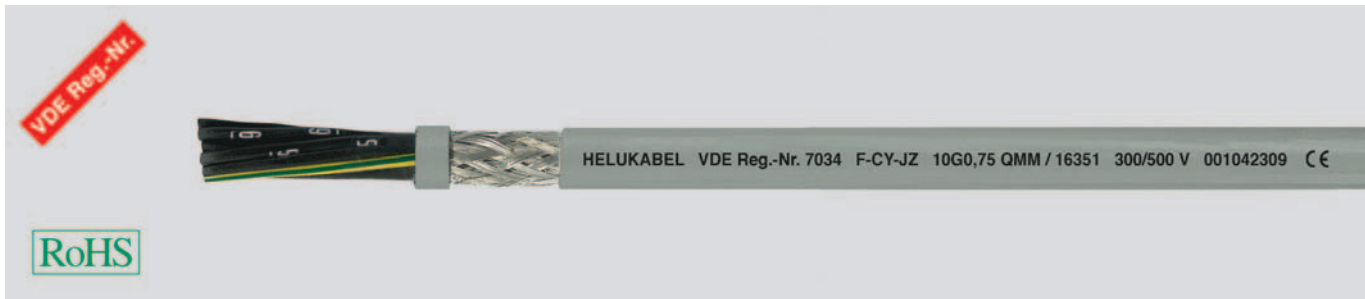 VDE Reg.-Nr.
HELUKABEL VDE Reg.-Nr. 7034 F-CY-JZ 10G0,75 QMM / 16351 300/500 V 001042309 CE
RoHS